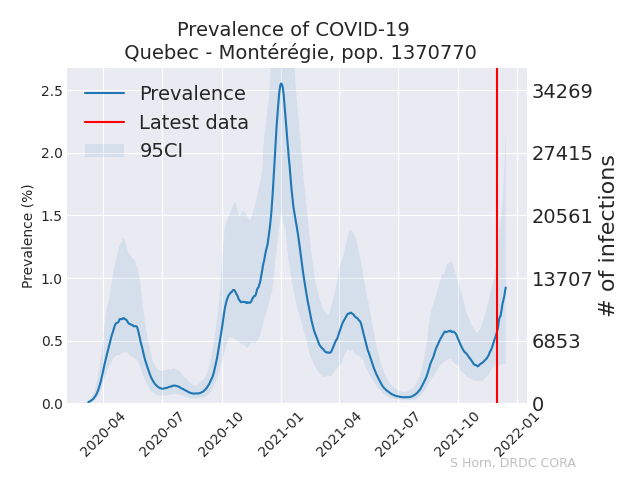 Prevalence of COVID-19
Quebec - Montérégie, pop. 1370770
Prevalence
Latest data
95CI
Prevalence (%)
2.5
2.0
1.5
1.0
0.5
0.0
34269
27415
20561
13707
6853
0
# of infections
2020-04
2020-07
2020-10
2021-01
2021-04
2021-07
2021-10
2022-01
S Horn, DRDC CORA